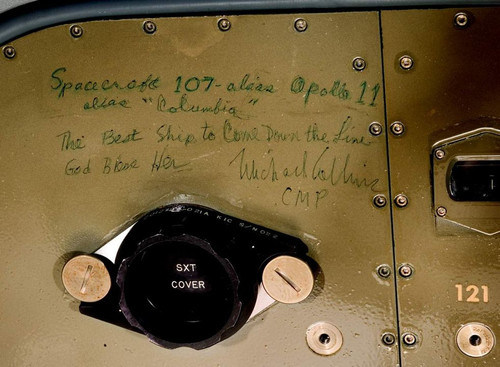 121
Spacecraft 107 - alias Apollo 11
alias "Columbia"
The Best Ship to Come Down the Line
God Bless Her
Michael Collins
CMP
SXT
COVER
121